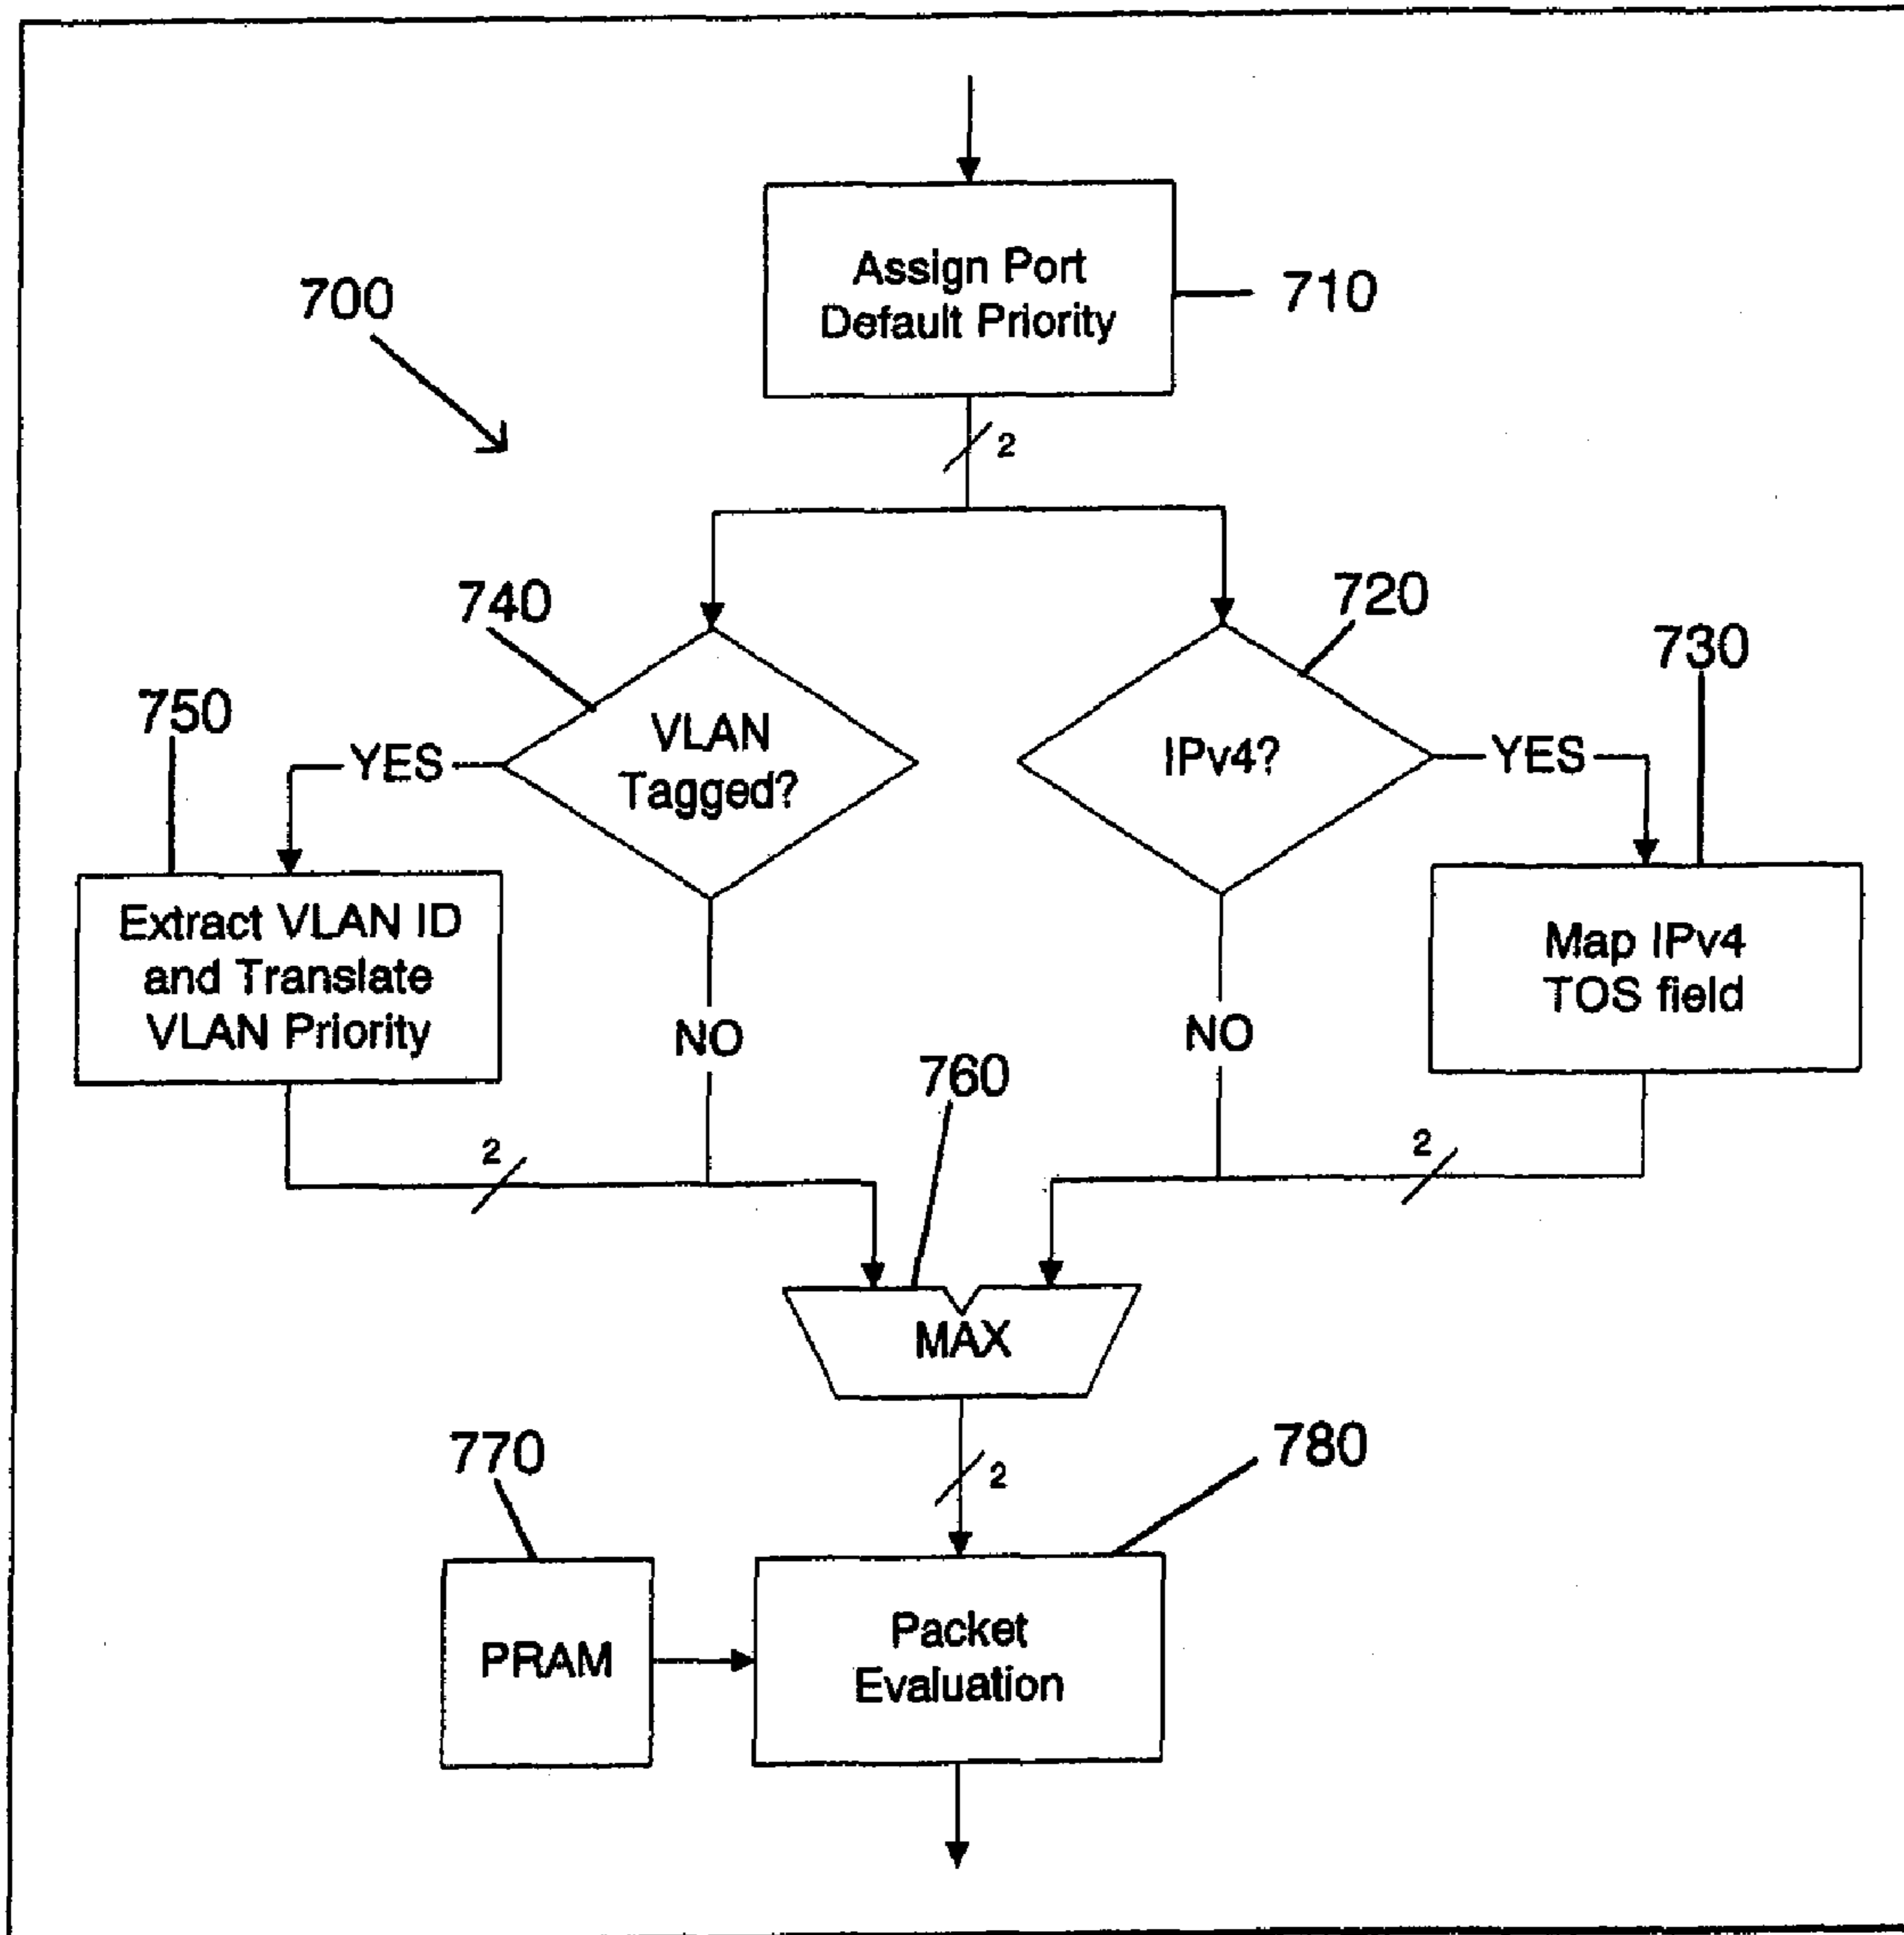 700
Assign Port
Default Priority
710
2
740
720
730
750
VLAN
Tagged?
YES
IPv4?
YES
Extract VLAN ID
and Translate
VLAN Priority
Map IPv4
TOS field
NO
NO
760
2
2
MAX
770
2
780
PRAM
Packet
Evaluation